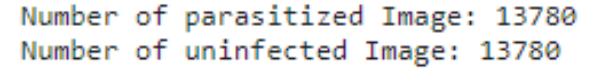 Number of parasitized Image: 13780
Number of uninfected Image: 13780